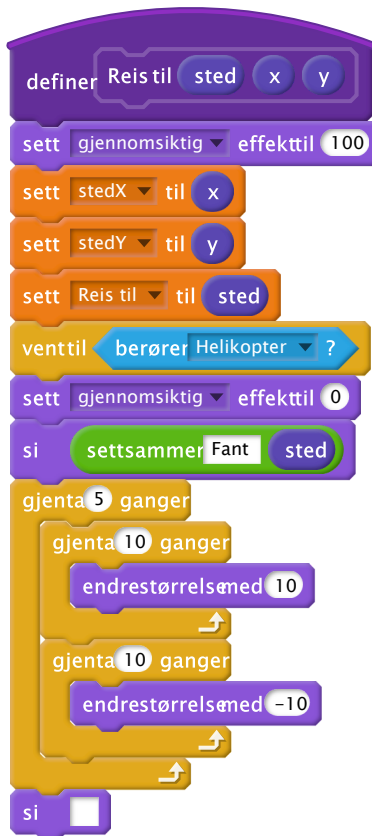 definer Reis til sted x y
sett gjennomsiktig effekt til 100
sett stedX til x
sett stedY til y
sett Reis til til sted
vent til berører Helikopter ?
sett gjennomsiktig effekt til 0
si sett sammen Fant sted
gjenta 5 ganger
gjenta 10 ganger
endre størrelse med 10
gjenta 10 ganger
endre størrelse med -10
si